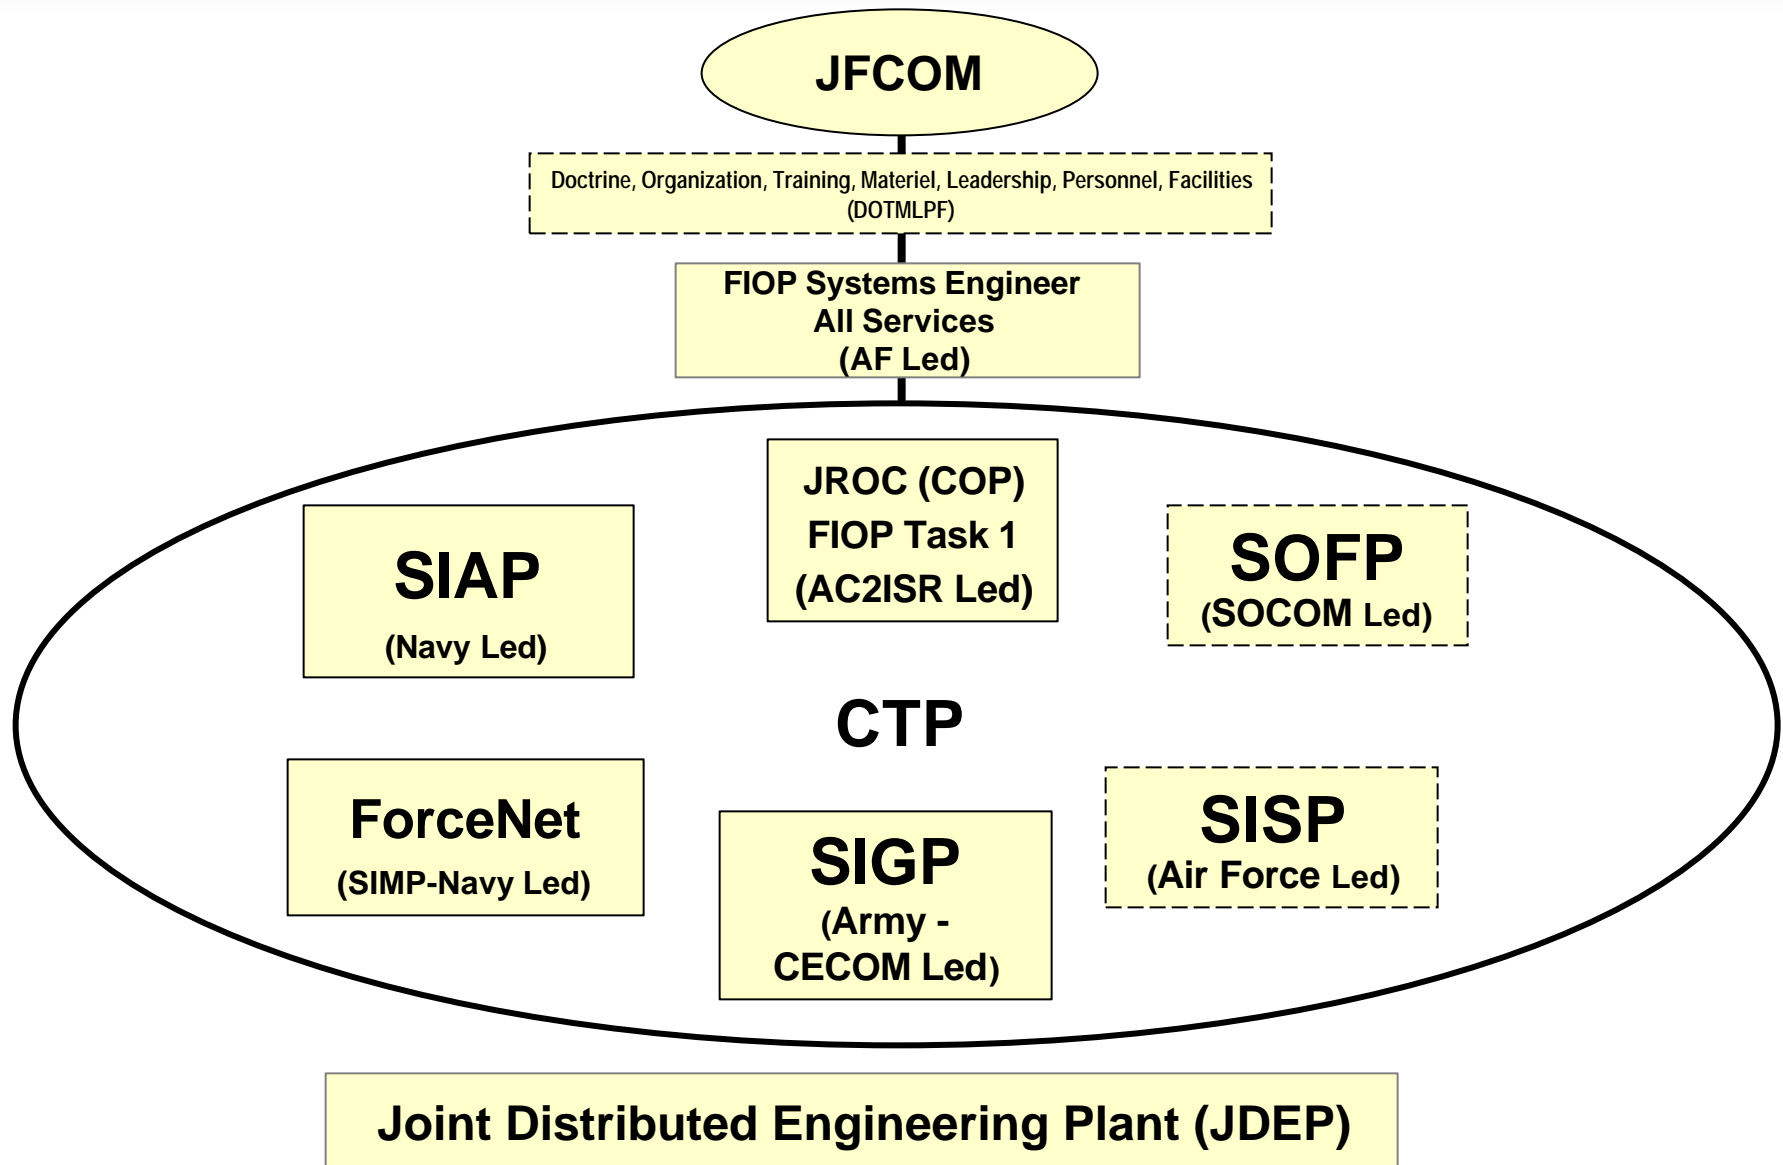 JFCOM
Doctrine, Organization, Training, Materiel, Leadership, Personnel, Facilities
(DOTMLPF)
FIOP Systems Engineer
All Services
(AF Led)
JROC (COP)
FIOP Task 1
(AC2ISR Led)
SIAP
(Navy Led)
SOFP
(SOCOM Led)
CTP
ForceNet
(SIMP-Navy Led)
SIGP
(Army -
CECOM Led)
SISP
(Air Force Led)
Joint Distributed Engineering Plant (JDEP)